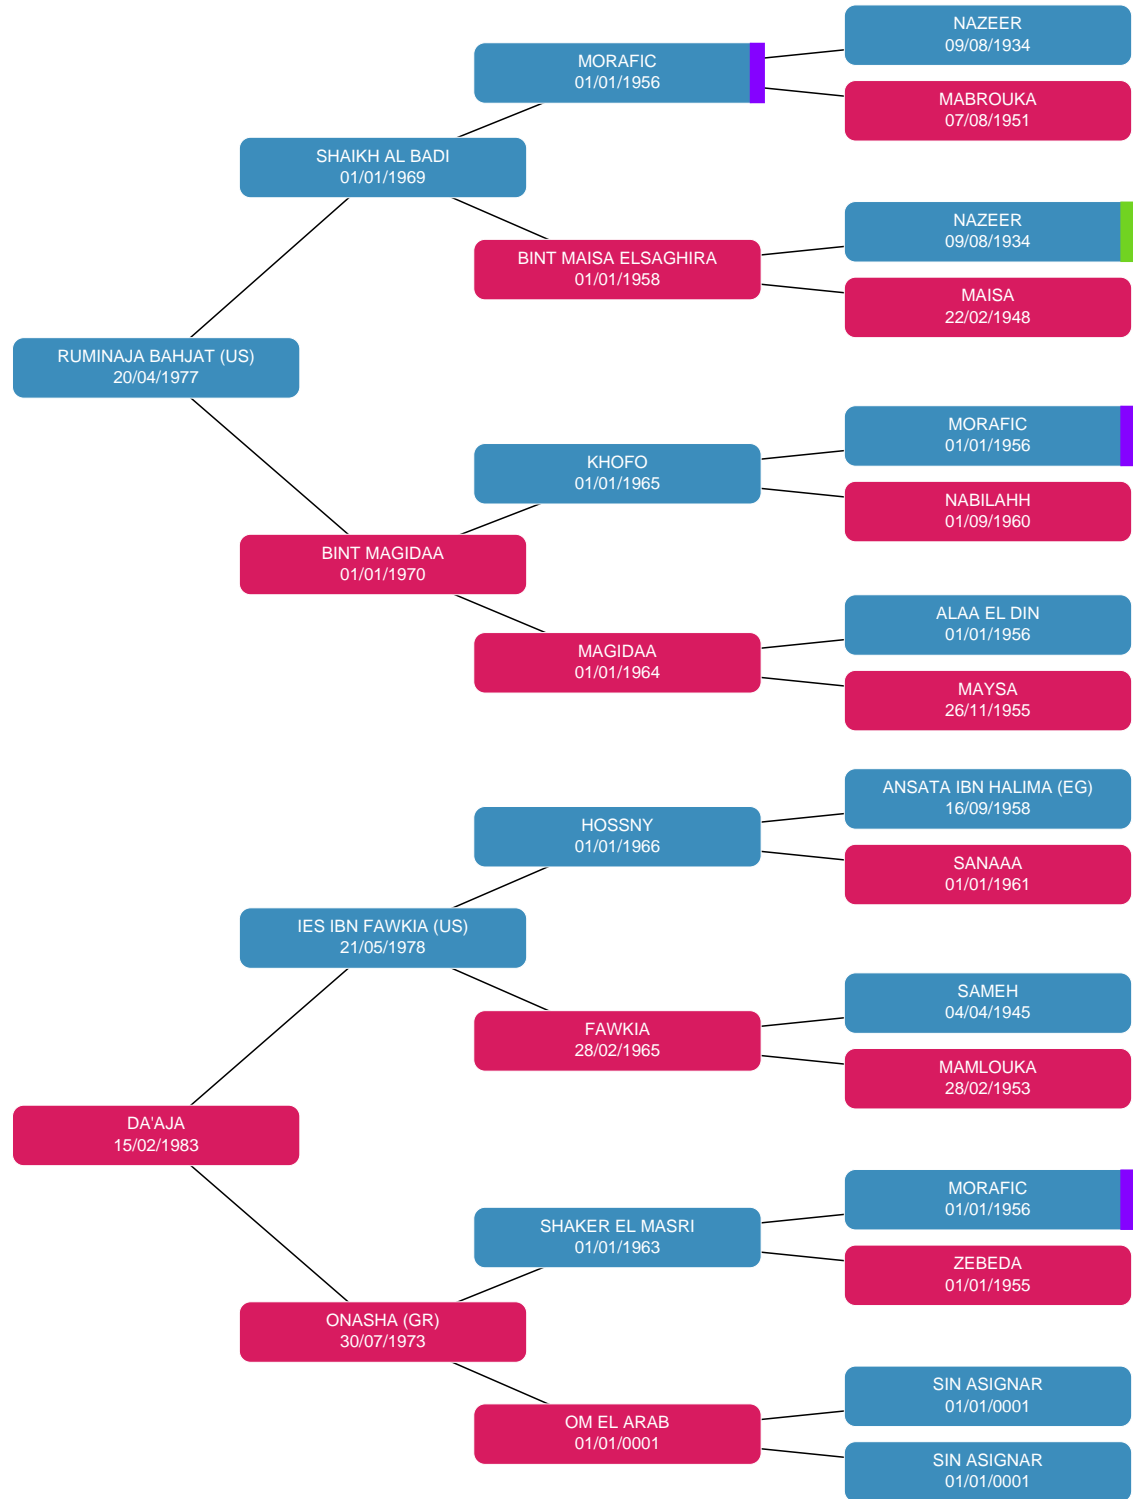 NAZEER
09/08/1934
MORAFIC
01/01/1956
MABROUKA
07/08/1951
SHAIKH AL BADI
01/01/1969
NAZEER
09/08/1934
BINT MAISA ELSAGHIRA
01/01/1958
MAISA
22/02/1948
RUMINAJA BAHJAT (US)
20/04/1977
MORAFIC
01/01/1956
KHOFO
01/01/1965
NABILAHH
01/09/1960
BINT MAGIDAA
01/01/1970
ALAA EL DIN
01/01/1956
MAGIDAA
01/01/1964
MAYSA
26/11/1955
ANSATA IBN HALIMA (EG)
16/09/1958
HOSSNY
01/01/1966
SANAAA
01/01/1961
IES IBN FAWKIA (US)
21/05/1978
SAMEH
04/04/1945
FAWKIA
28/02/1965
MAMLOUKA
28/02/1953
DA'AJA
15/02/1983
MORAFIC
01/01/1956
SHAKER EL MASRI
01/01/1963
ZEBEDA
01/01/1955
ONASHA (GR)
30/07/1973
SIN ASIGNAR
01/01/0001
OM EL ARAB
01/01/0001
SIN ASIGNAR
01/01/0001